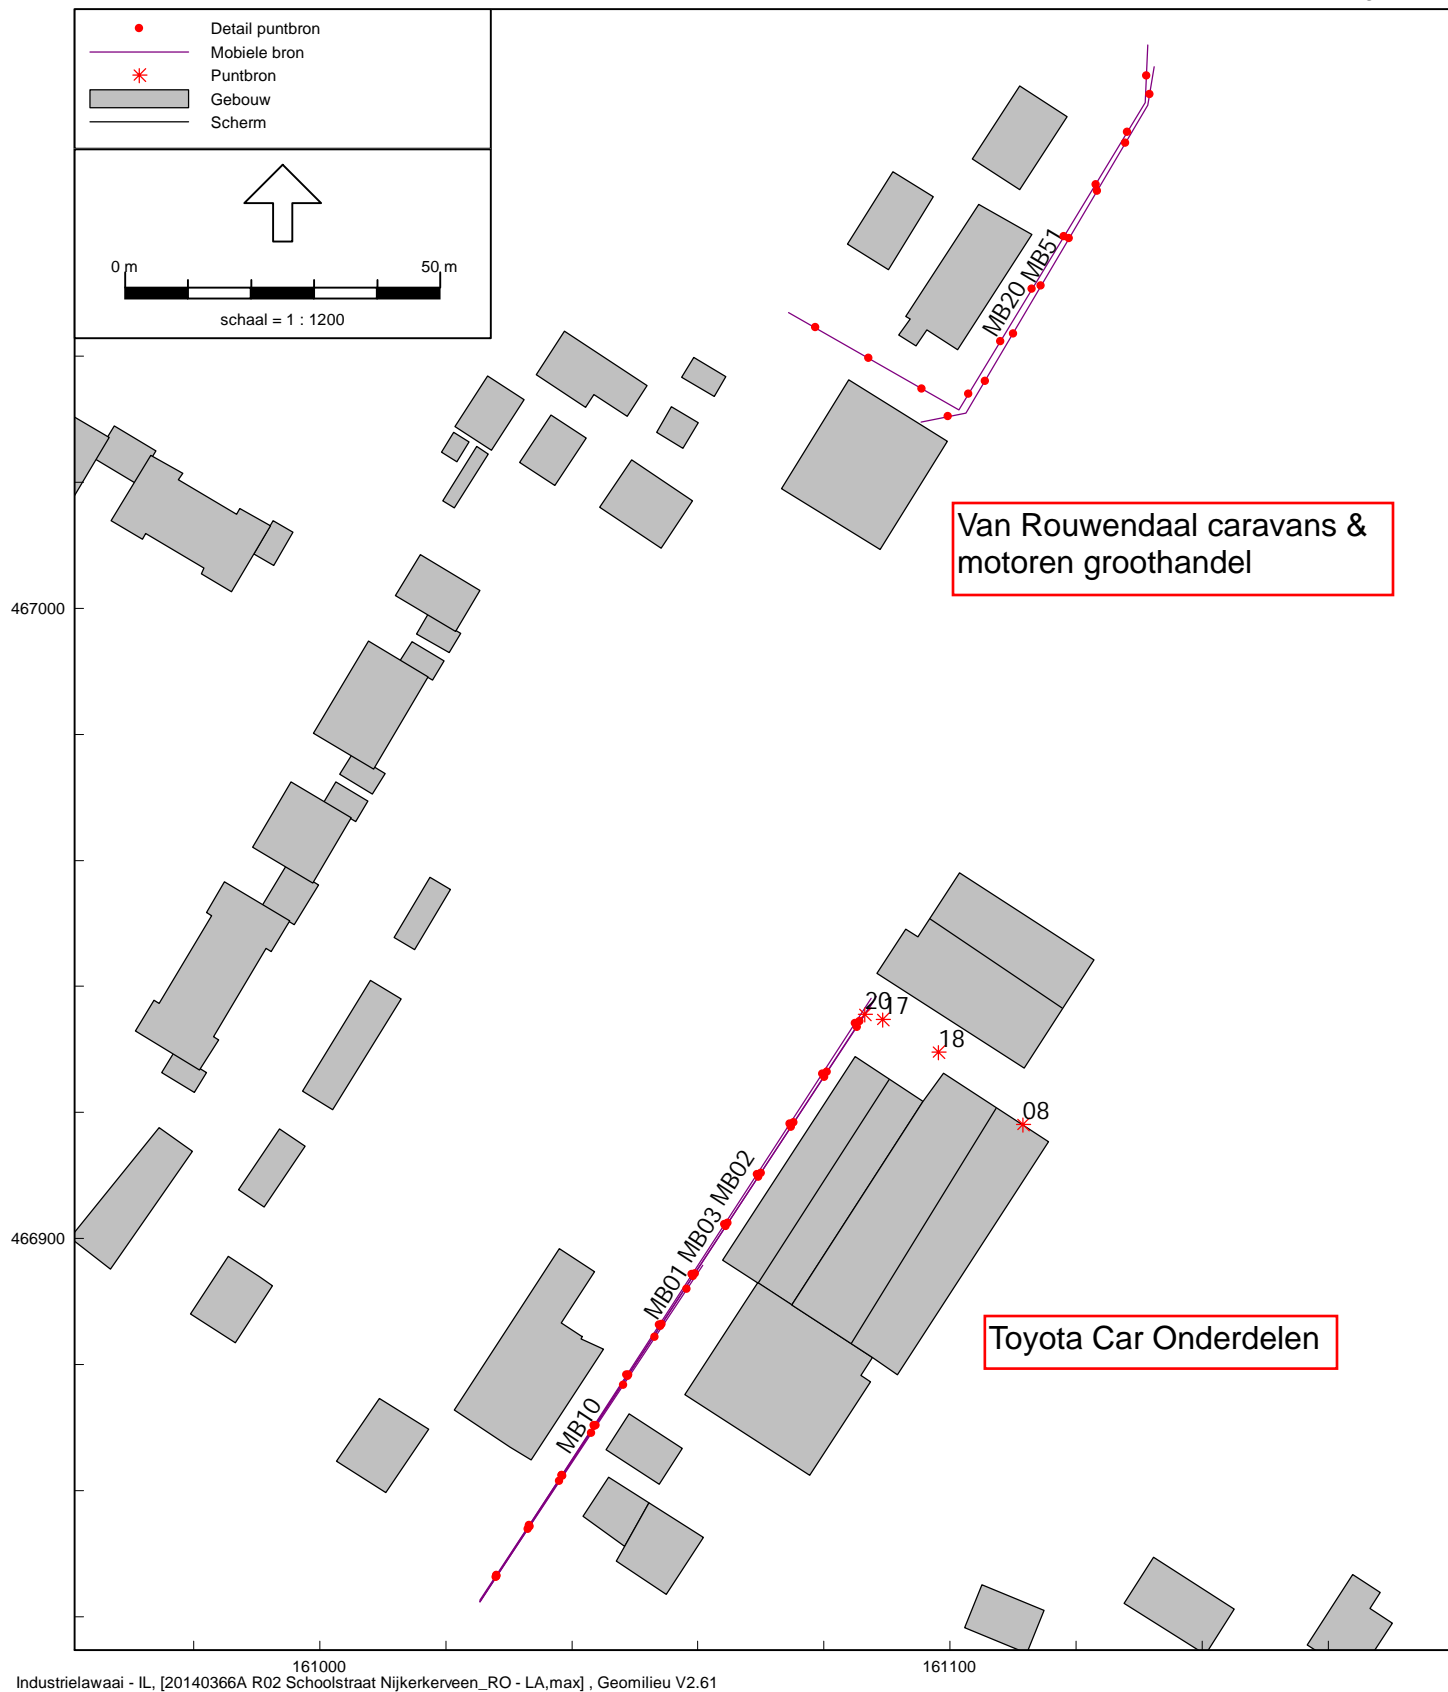 Detail puntbron
Mobiele bron
Puntbron
Gebouw
Scherm
0 m
50 m
schaal = 1 : 1200
MB20 MB51
Van Rouwendaal caravans &
motoren groothandel
467000
20
17
18
08
466900
MB01 MB03 MB02
Toyota Car Onderdelen
MB10
161000
161100
Industrielawaai - IL, [20140366A R02 Schoolstraat Nijkerkerveen_RO - LA,max] , Geomilieu V2.61